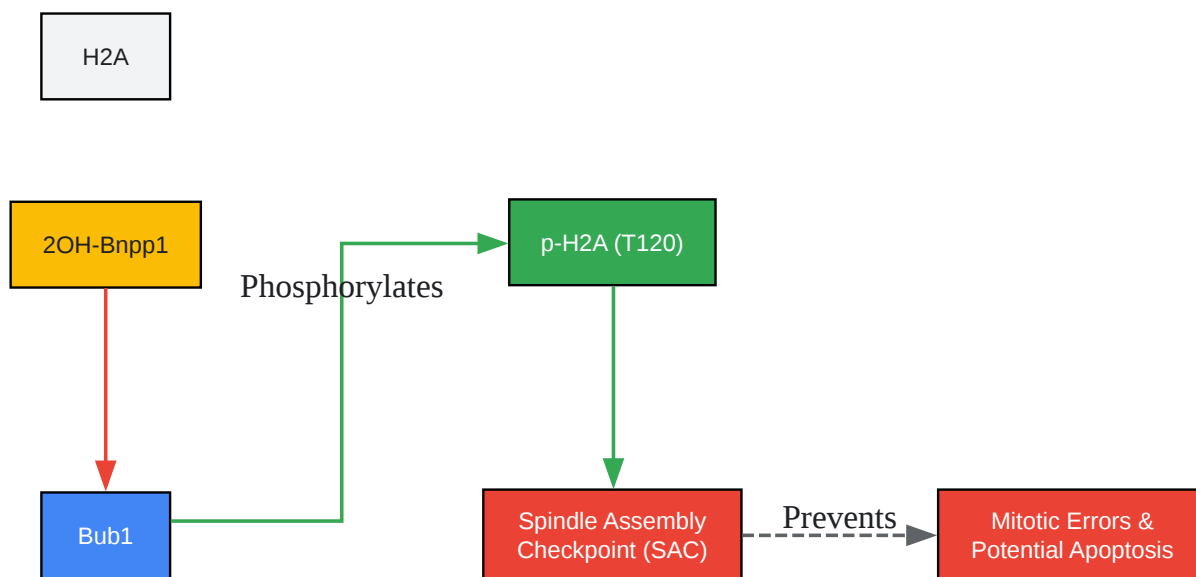 H2A
2OH-Bnpp1
p-H2A (T120)
Phosphorylates
Bub1
Spindle Assembly
Checkpoint (SAC)
Prevents
Mitotic Errors &
Potential Apoptosis